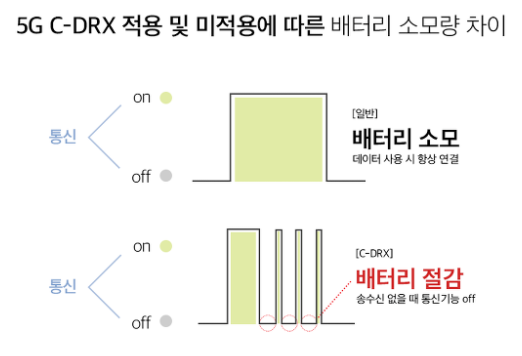 5G C-DRX 적용 및 미적용에 따른 배터리 소모량 차이
on
통신
off
[일반]
배터리 소모
데이터 사용 시 항상 연결
on
통신
off
[C-DRX]
배터리 절감
송수신 없을 때 통신기능 off